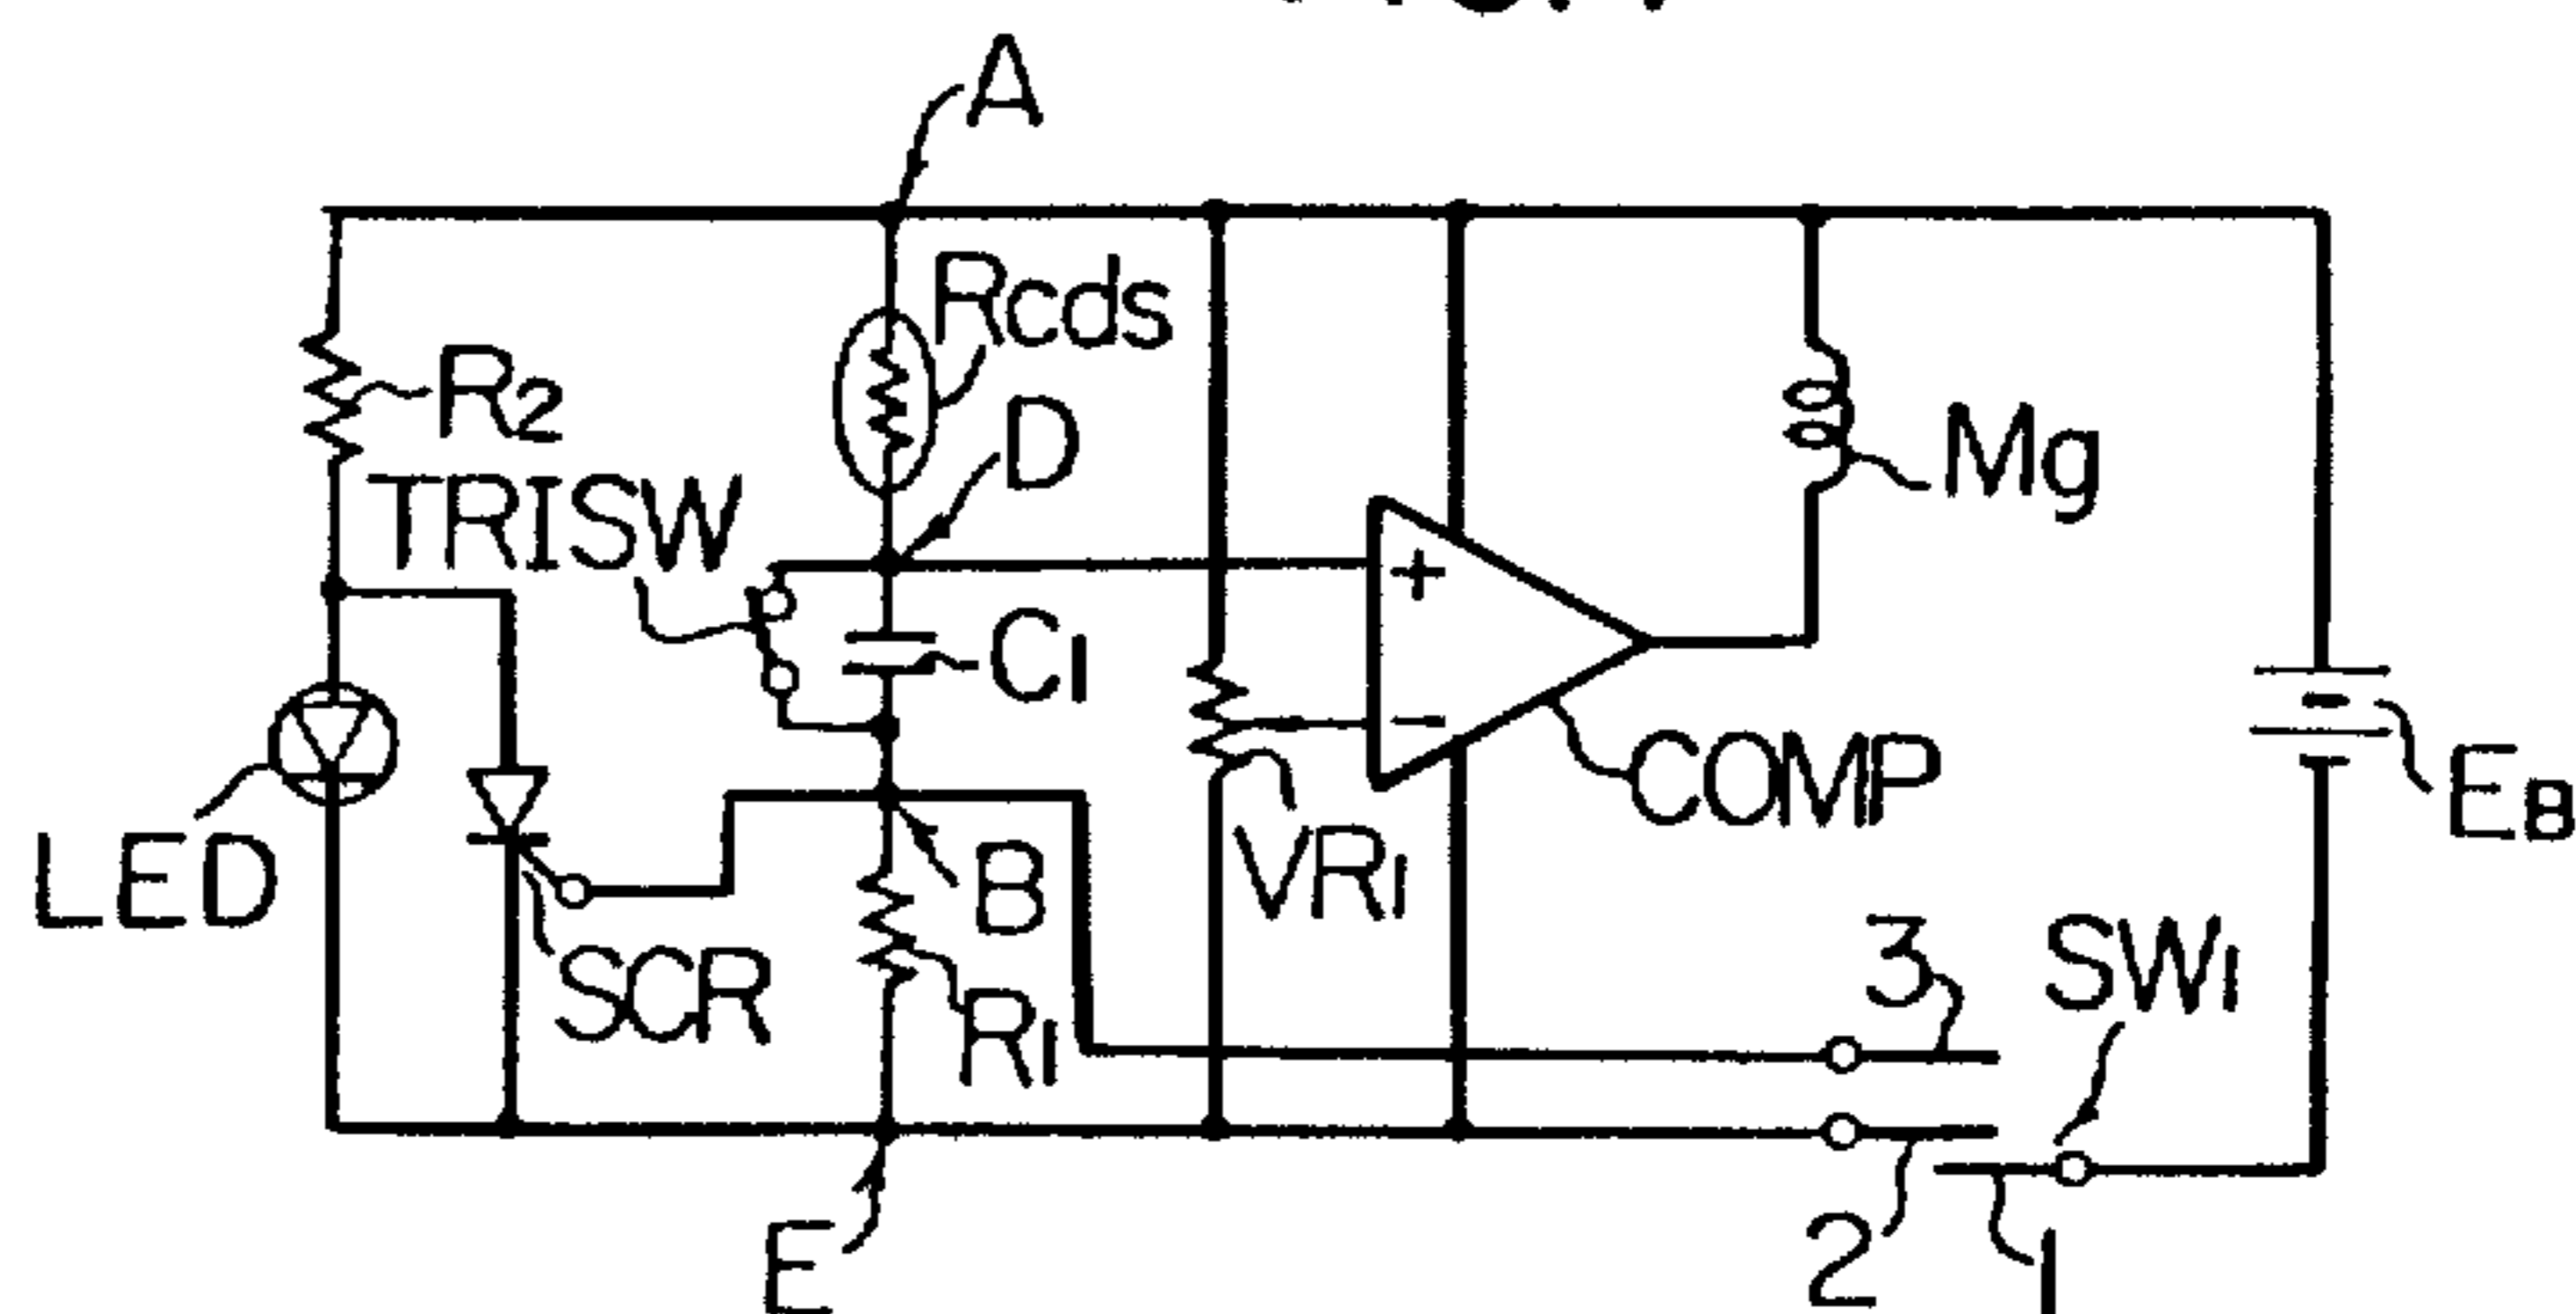 A
Rcds
R2
D
Mg
TRISW
+
C1
−
COMP
EB
LED
B
VR1
SCR
R1
3
SW1
E
2
1